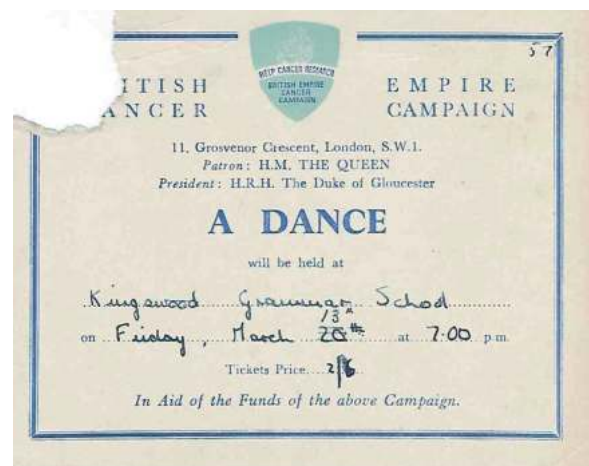 57
HELP CANCER RESEARCH
BRITISH EMPIRE
CANCER
CAMPAIGN
ITISH EMPIRE
ANCER CAMPAIGN
11, Grosvenor Crescent, London, S.W.1.
Patron: H.M. THE QUEEN
President: H.R.H. The Duke of Gloucester
A DANCE
will be held at
Kingswood Grammar School
13th
on Friday, March 20th at 7.00 p.m.
Tickets Price 2/6
In Aid of the Funds of the above Campaign.